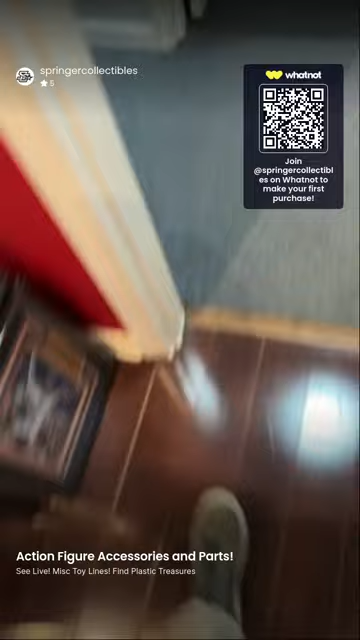 springercollectibles
5
whatnot
Join
@springercollectibl
es on Whatnot to
make your first
purchase!
Action Figure Accessories and Parts!
See Live! Misc Toy Lines! Find Plastic Treasures